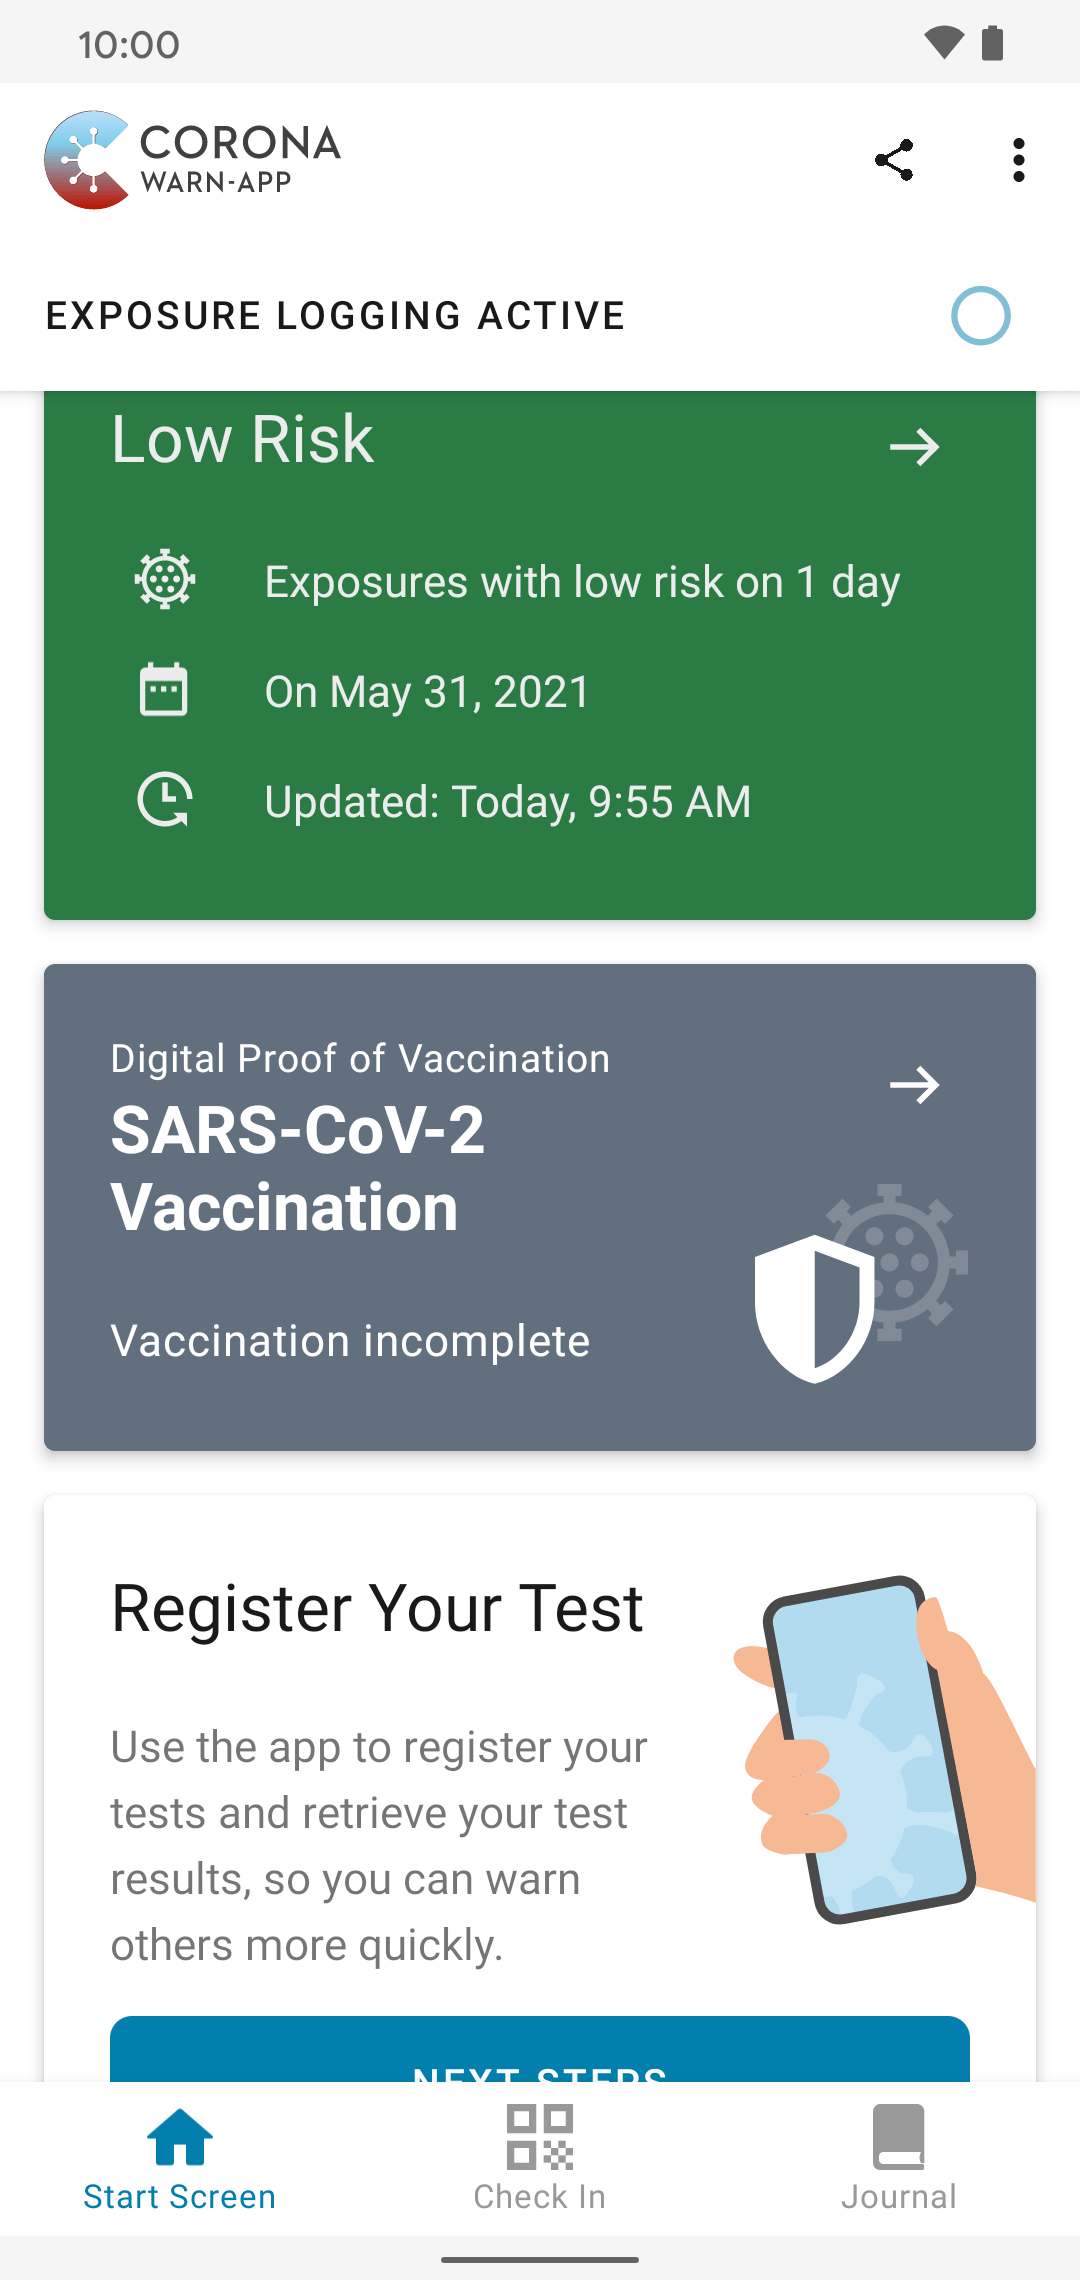 10:00
CORONA
WARN-APP
EXPOSURE LOGGING ACTIVE
Low Risk
Exposures with low risk on 1 day
On May 31, 2021
Updated: Today, 9:55 AM
Digital Proof of Vaccination
SARS-CoV-2
Vaccination
Vaccination incomplete
Register Your Test
Use the app to register your
tests and retrieve your test
results, so you can warn
others more quickly.
NEXT STEPS
Start Screen
Check In
Journal